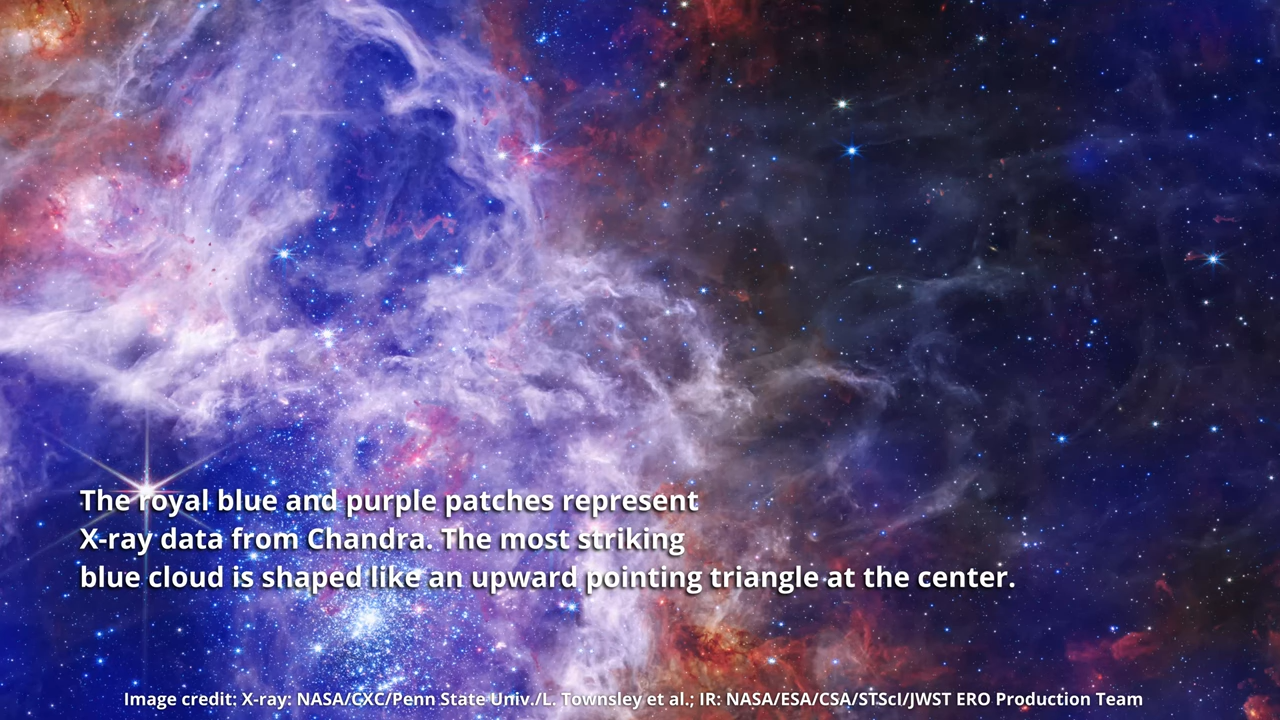 The royal blue and purple patches represent
X-ray data from Chandra. The most striking
blue cloud is shaped like an upward pointing triangle at the center.
Image credit: X-ray: NASA/CXC/Penn State Univ./L. Townsley et al.; IR: NASA/ESA/CSA/STScI/JWST ERO Production Team